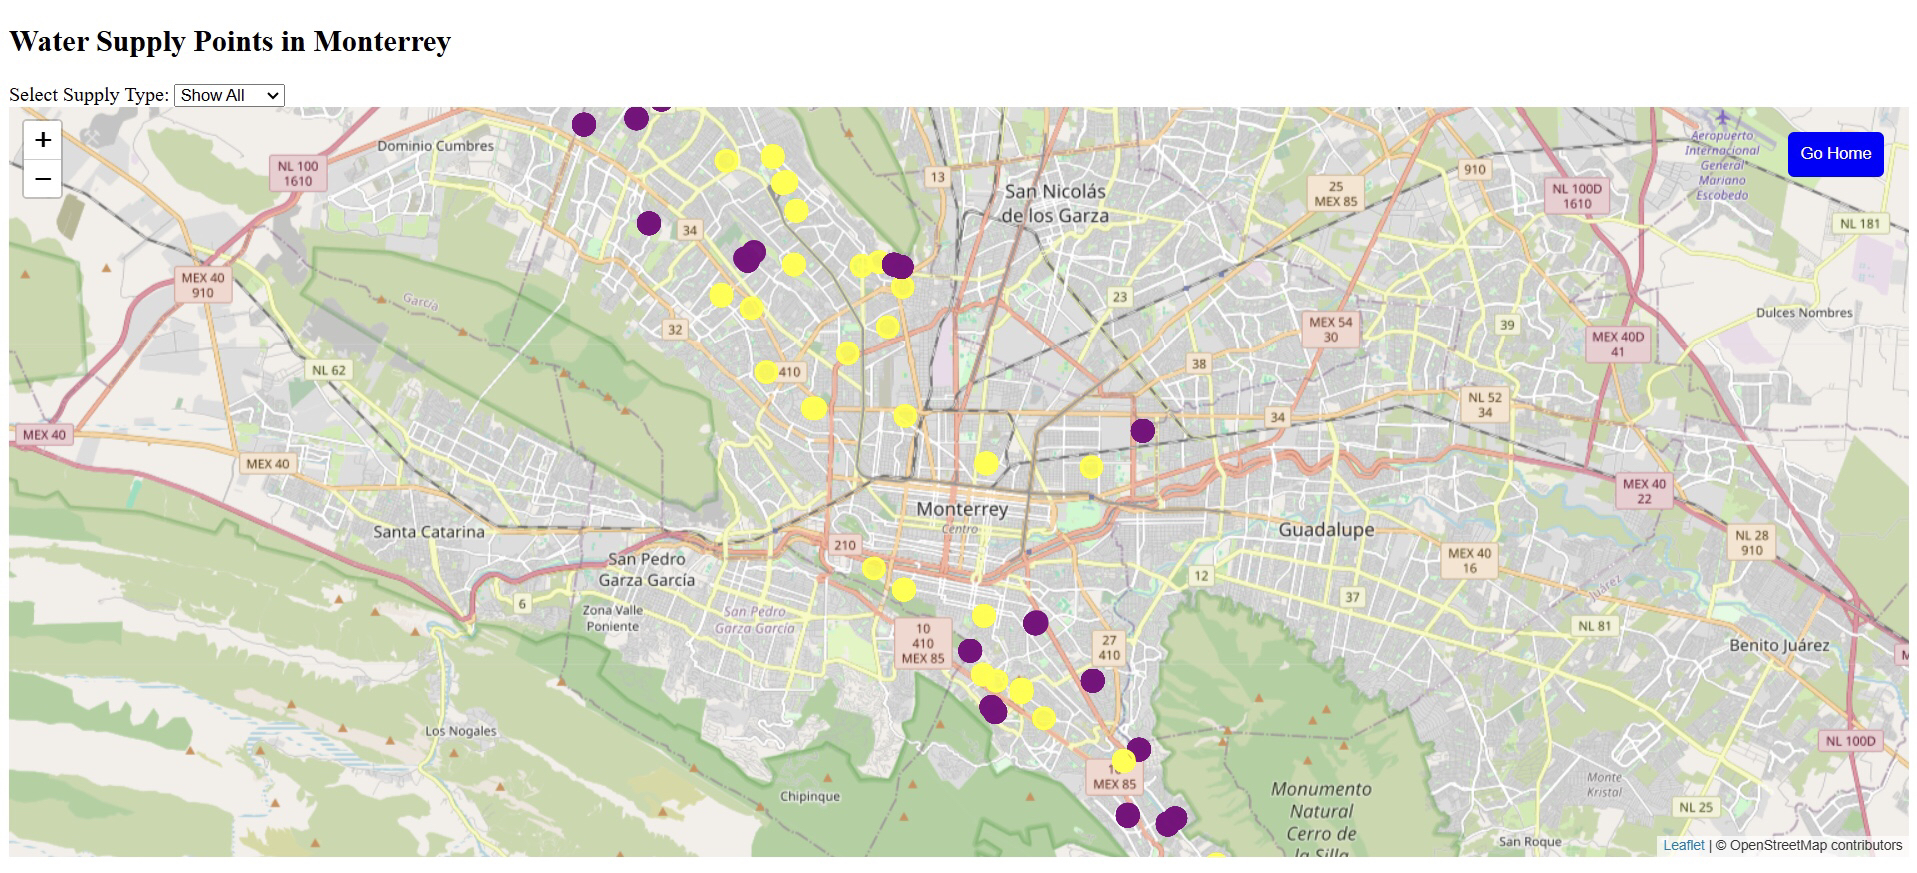 Water Supply Points in Monterrey
Select Supply Type: Show All
+
−
Go Home
Dominio Cumbres
NL 100
1610
13
San Nicolás
de los Garza
25
MEX 85
910
NL 100D
1610
Aeropuerto
Internacional
General
Mariano
Escobedo
NL 181
34
MEX 40
910
García
23
32
MEX 54
30
39
Dulces Nombres
MEX 40D
41
NL 62
410
38
NL 52
34
34
MEX 40
MEX 40
MEX 40
22
Monterrey
Centro
Santa Catarina
Guadalupe
210
San Pedro
Garza García
MEX 40
16
NL 28
910
12
6
Zona Valle
Poniente
San Pedro
Garza García
37
Juárez
NL 81
10
410
MEX 85
27
410
Benito Juárez
M
Los Nogales
NL 100D
MEX 85
Chipinque
Monumento
Natural
Cerro de
la Silla
Monte
Kristal
NL 25
San Roque
Leaflet | © OpenStreetMap contributors